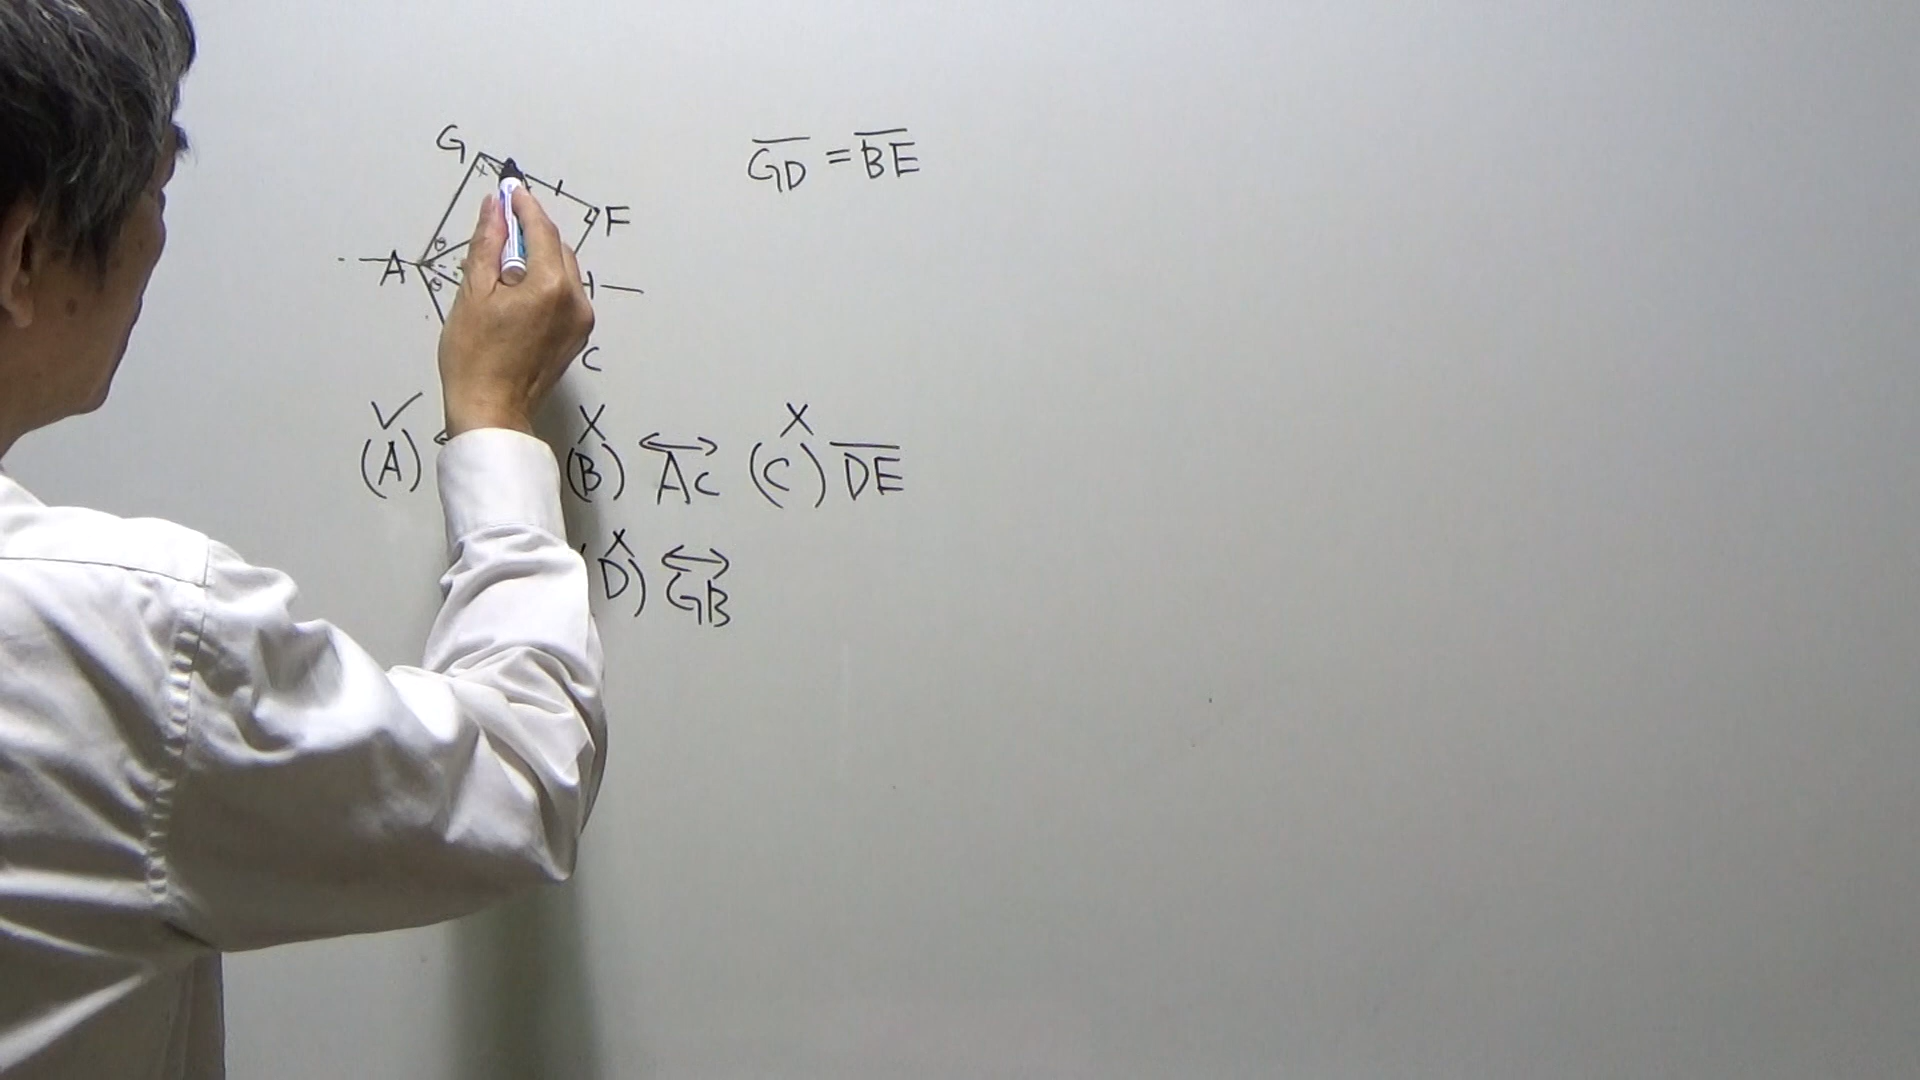 G
F
A
C
GD = BE
✓ X X
(A) (B) AC (C) DE
X
(D) GB